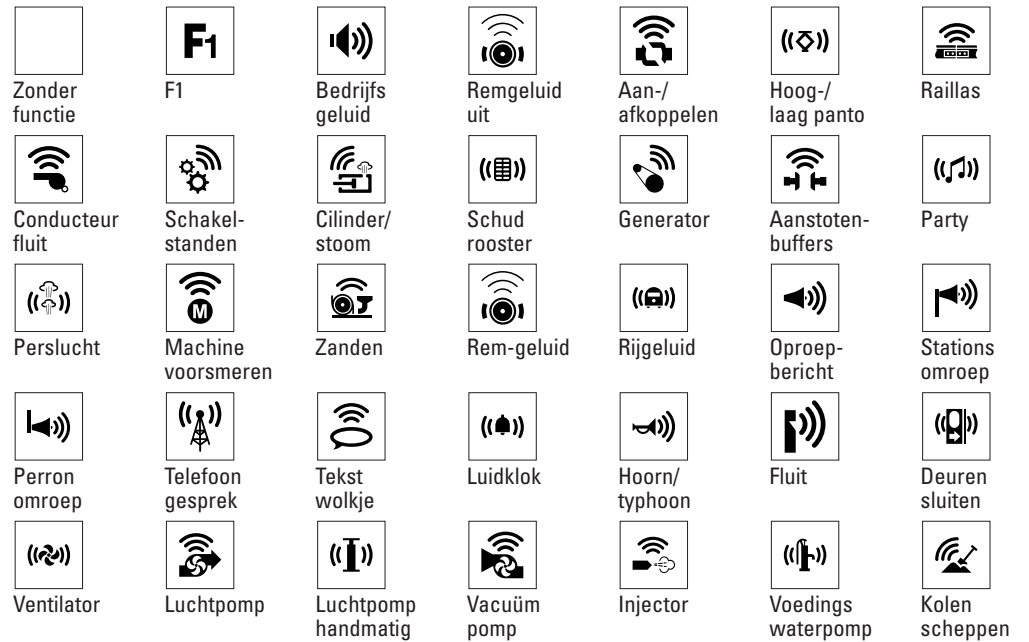 F1
Zonder
functie
F1
Bedrijfs
geluid
Remgeluid
uit
Aan-/
afkoppelen
Hoog-/
laag panto
Raillas
Conducteur
fluit
Schakel-
standen
Cilinder/
stoom
Schud
rooster
Generator
Aanstoten-
buffers
Party
Perslucht
M
Machine
voorsmeren
Zanden
Rem-geluid
Rijgeluid
Oproep-
bericht
Stations
omroep
Perron
omroep
Telefoon
gesprek
Tekst
wolkje
Luidklok
Hoorn/
typhoon
Fluit
Deuren
sluiten
Ventilator
Luchtpomp
Luchtpomp
handmatig
Vacuüm
pomp
Injector
Voedings
waterpomp
Kolen
scheppen